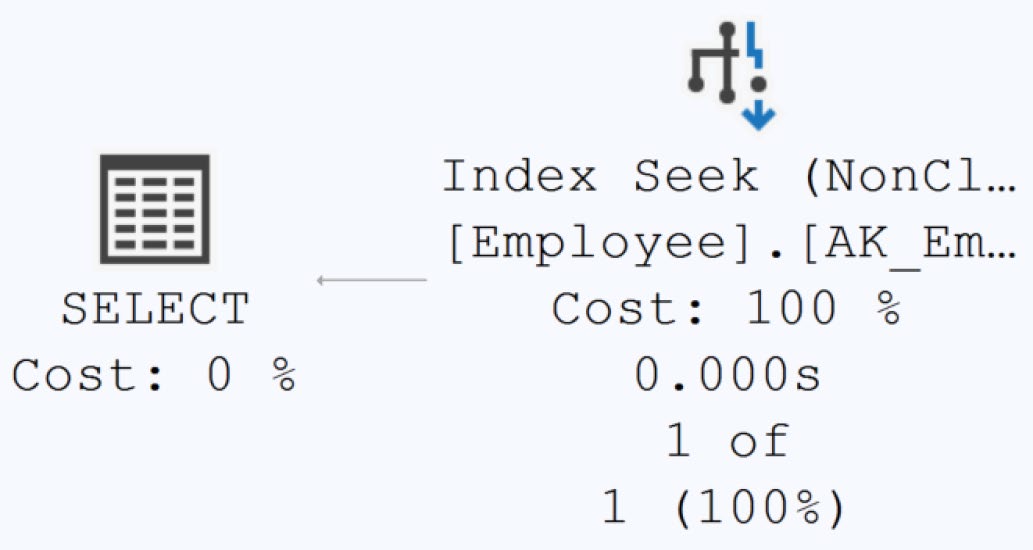 SELECT
Cost: 0 %
Index Seek (NonCl…
[Employee].[AK_Em…
Cost: 100 %
0.000s
1 of
1 (100%)